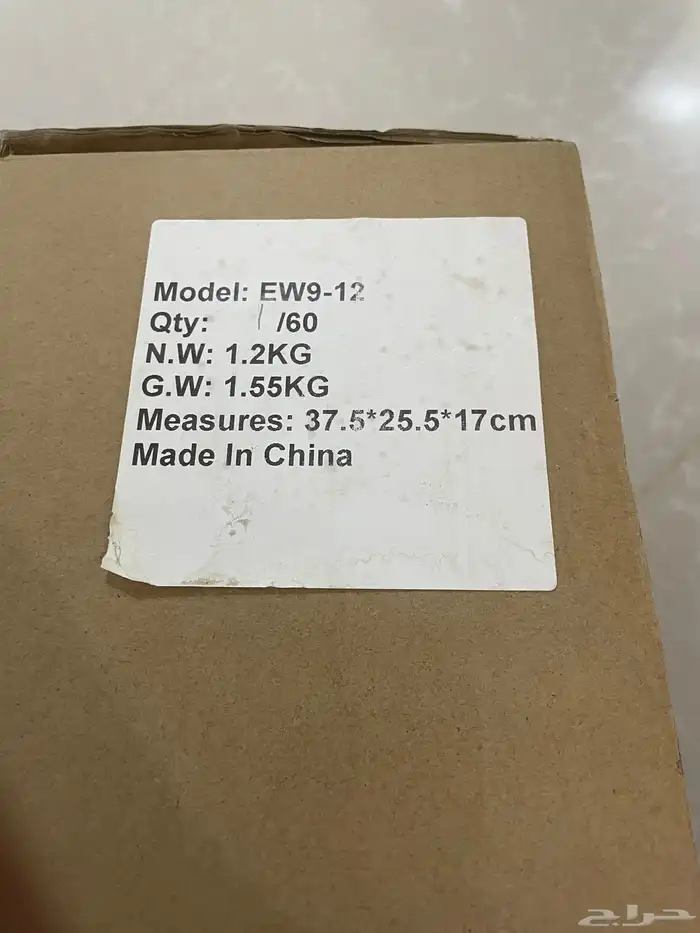 Model: EW9-12
Qty: / /60
N.W: 1.2KG
G.W: 1.55KG
Measures: 37.5*25.5*17cm
Made In China
حراج